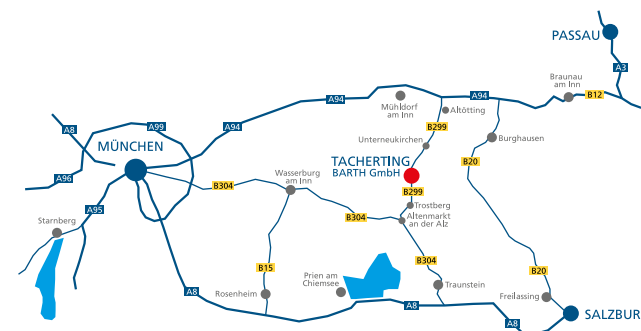 PASSAU
A3
Braunau
am Inn
B12
A94
A94
Mühldorf
am Inn
Altötting
A8
A99
A94
B299
Burghausen
Unterneukirchen
MÜNCHEN
TACHERTING
BARTH GmbH
B20
Wasserburg
am Inn
A96
B304
B299
Trostberg
A95
B304
Altenmarkt
an der Alz
Starnberg
B15
B304
B20
Prien am
Chiemsee
Traunstein
A8
Rosenheim
Freilassing
A8
SALZBUR
A8